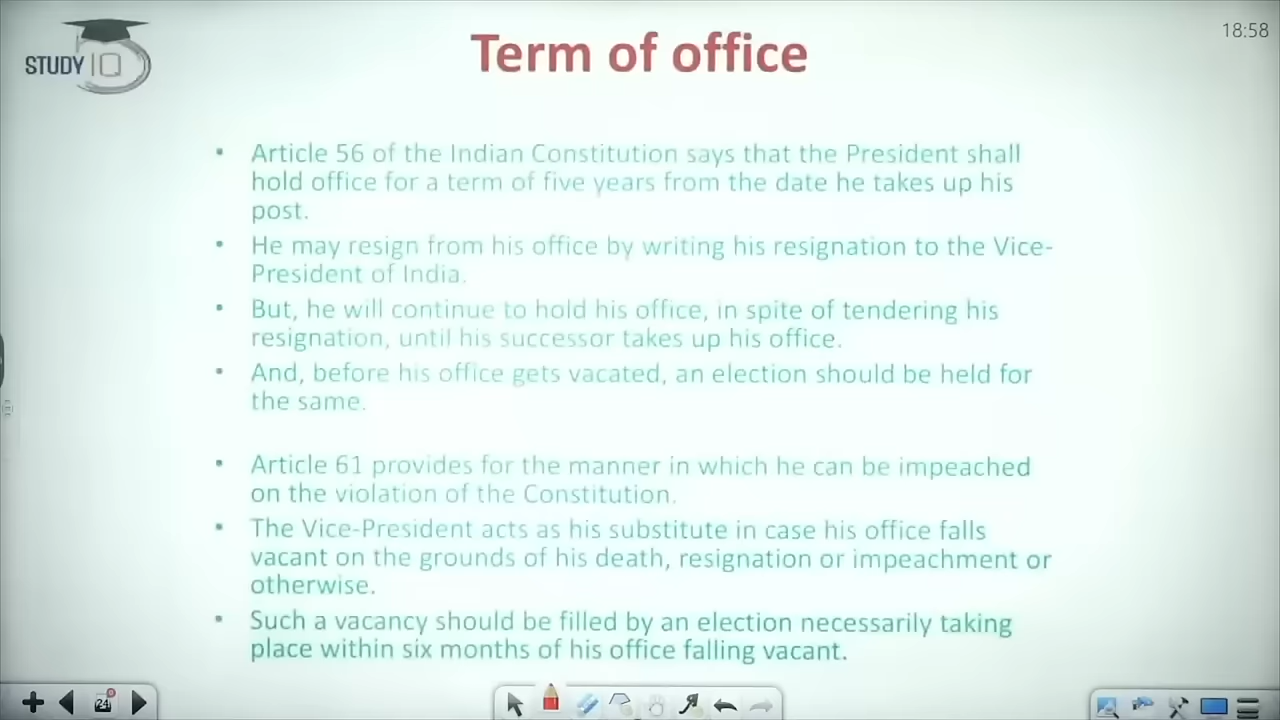 STUDY IQ
18:58
Term of office
• Article 56 of the Indian Constitution says that the President shall
hold office for a term of five years from the date he takes up his
post.
• He may resign from his office by writing his resignation to the Vice-
President of India.
• But, he will continue to hold his office, in spite of tendering his
resignation, until his successor takes up his office.
• And, before his office gets vacated, an election should be held for
the same.
• Article 61 provides for the manner in which he can be impeached
on the violation of the Constitution.
• The Vice-President acts as his substitute in case his office falls
vacant on the grounds of his death, resignation or impeachment or
otherwise.
• Such a vacancy should be filled by an election necessarily taking
place within six months of his office falling vacant.
24